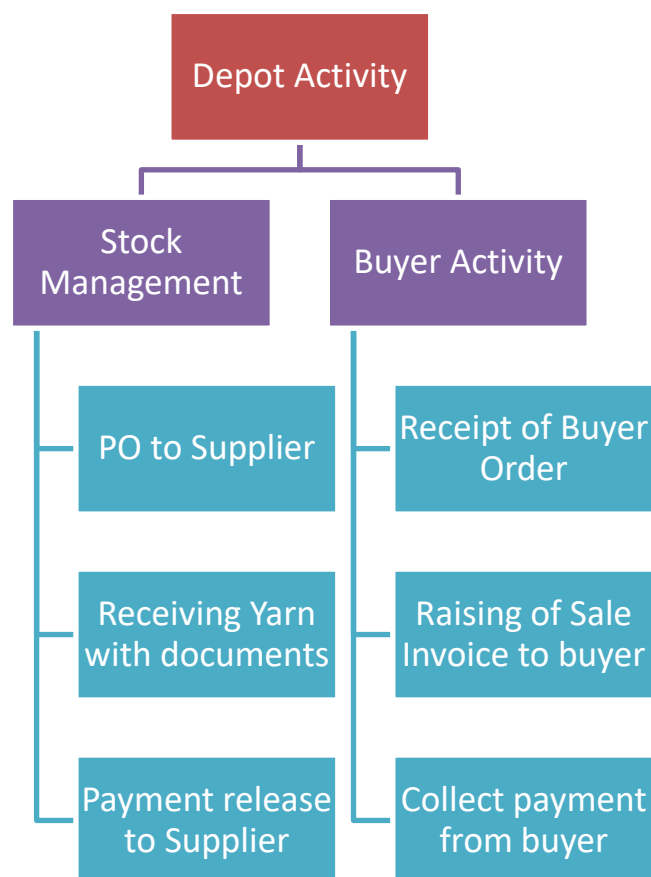 Depot Activity
Stock
Management
Buyer Activity
PO to Supplier
Receipt of Buyer
Order
Receiving Yarn
with documents
Raising of Sale
Invoice to buyer
Payment release
to Supplier
Collect payment
from buyer